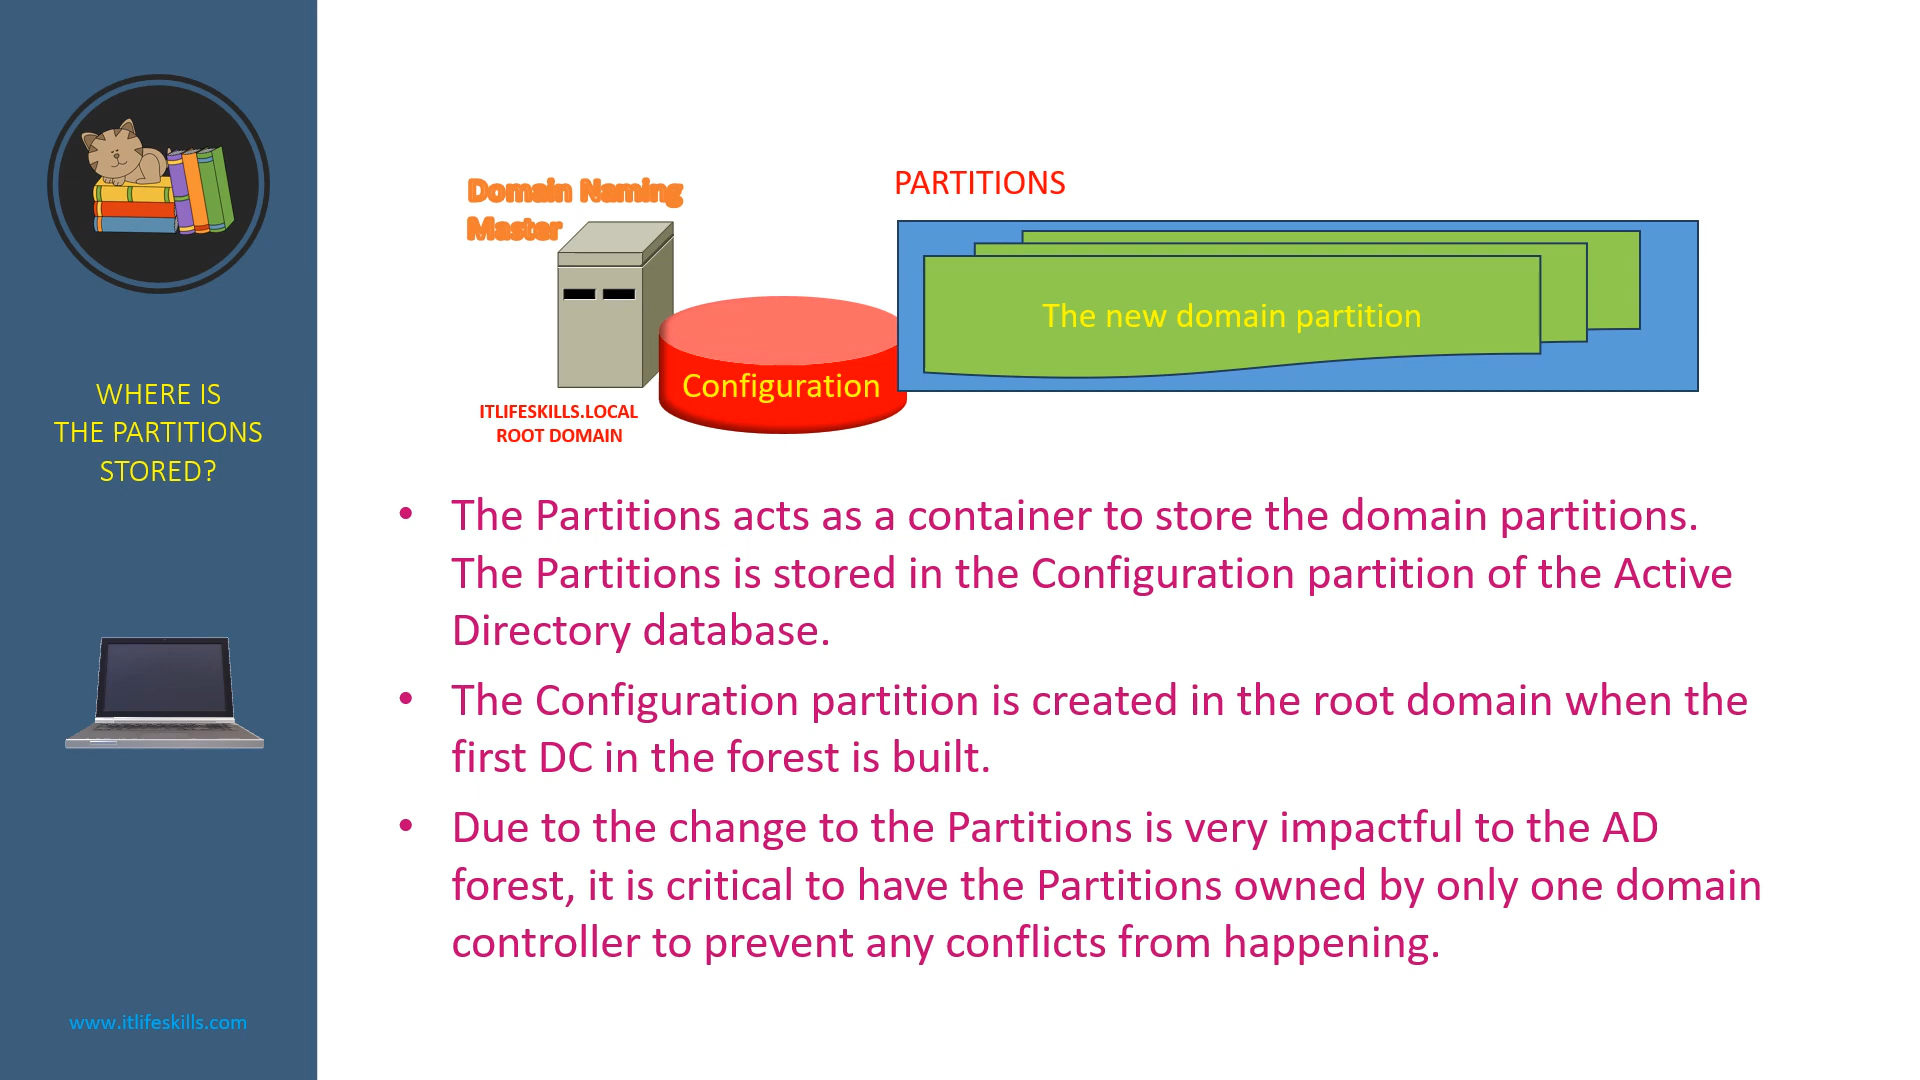 WHERE IS
THE PARTITIONS
STORED?
www.itlifeskills.com
Domain Naming
Master
ITLIFESKILLS.LOCAL
ROOT DOMAIN
Configuration
PARTITIONS
The new domain partition
• The Partitions acts as a container to store the domain partitions.
The Partitions is stored in the Configuration partition of the Active
Directory database.
• The Configuration partition is created in the root domain when the
first DC in the forest is built.
• Due to the change to the Partitions is very impactful to the AD
forest, it is critical to have the Partitions owned by only one domain
controller to prevent any conflicts from happening.